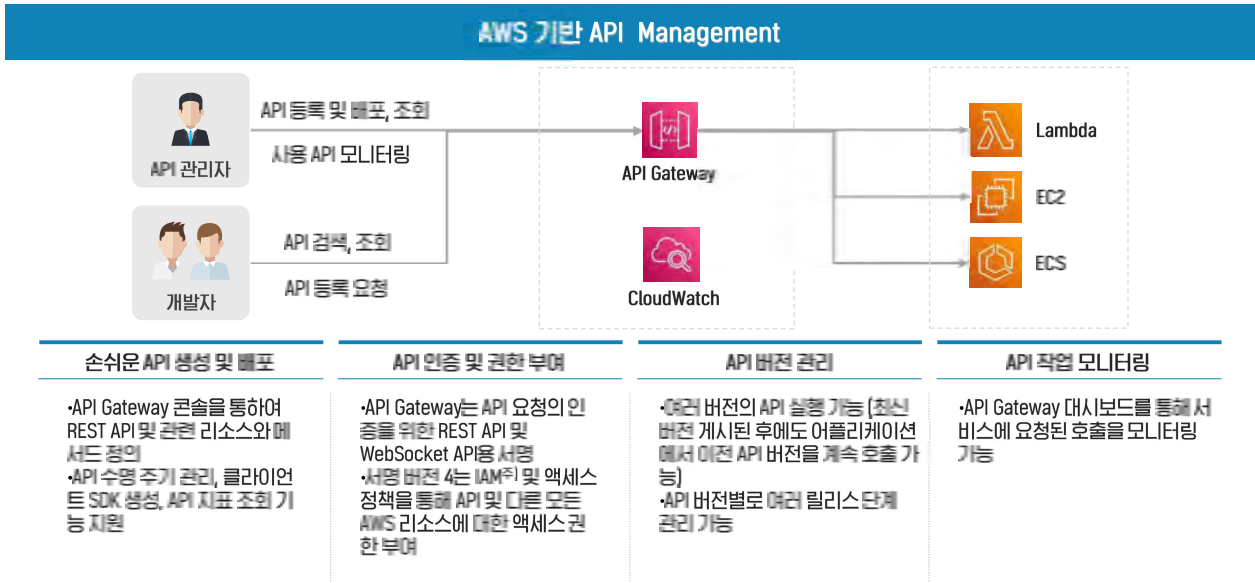 AWS 기반 API Management
API 등록 및 배포, 조회
사용 API 모니터링
API 관리자
API 검색, 조회
API 등록 요청
개발자
API Gateway
CloudWatch
Lambda
EC2
ECS
손쉬운 API 생성 및 배포
•API Gateway 콘솔을 통하여
REST API 및 관련 리소스와 메
서드 정의
•API 수명 주기 관리, 클라이언
트 SDK 생성, API 지표 조회 기
능 지원
API 인증 및 권한 부여
•API Gateway는 API 요청의 인
증을 위한 REST API 및
WebSocket API용 서명
•서명 버전 4는 IAM주) 및 액세스
정책을 통해 API 및 다른 모든
AWS 리소스에 대한 액세스 권
한 부여
API 버전 관리
•여러 버전의 API 실행 가능 (최신
버전 게시된 후에도 어플리케이션
에서 이전 API 버전을 계속 호출 가
능)
•API 버전별로 여러 릴리스 단계
관리 가능
API 작업 모니터링
•API Gateway 대시보드를 통해 서
비스에 요청된 호출을 모니터링
가능